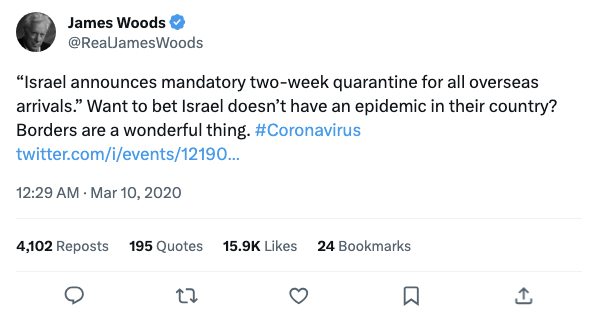 James Woods
@RealJamesWoods
“Israel announces mandatory two-week quarantine for all overseas
arrivals.” Want to bet Israel doesn’t have an epidemic in their country?
Borders are a wonderful thing. #Coronavirus
twitter.com/i/events/12190...
12:29 AM · Mar 10, 2020
4,102 Reposts 195 Quotes 15.9K Likes 24 Bookmarks